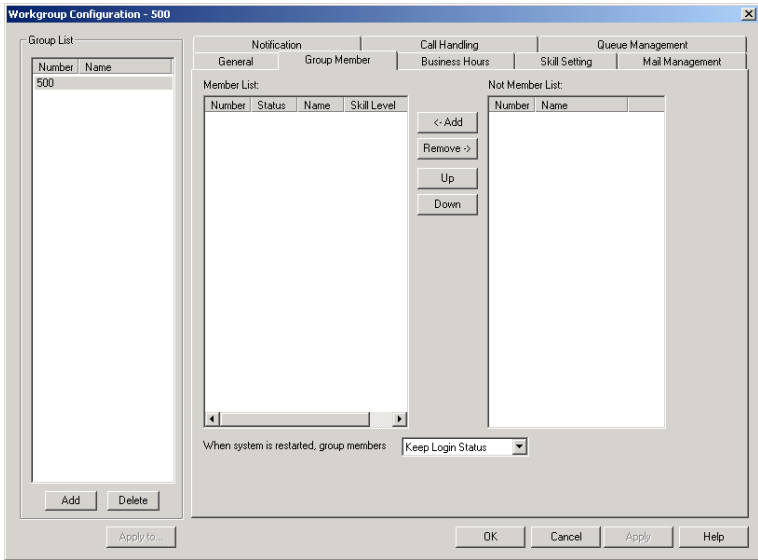 Workgroup Configuration - 500
Group List
Number Name
500
Add Delete
Apply to...
Notification Call Handling Queue Management
General Group Member Business Hours Skill Setting Mail Management
Member List:
Number Status Name Skill Level
<- Add
Remove ->
Up
Down
Not Member List:
Number Name
When system is restarted, group members Keep Login Status
OK Cancel Apply Help